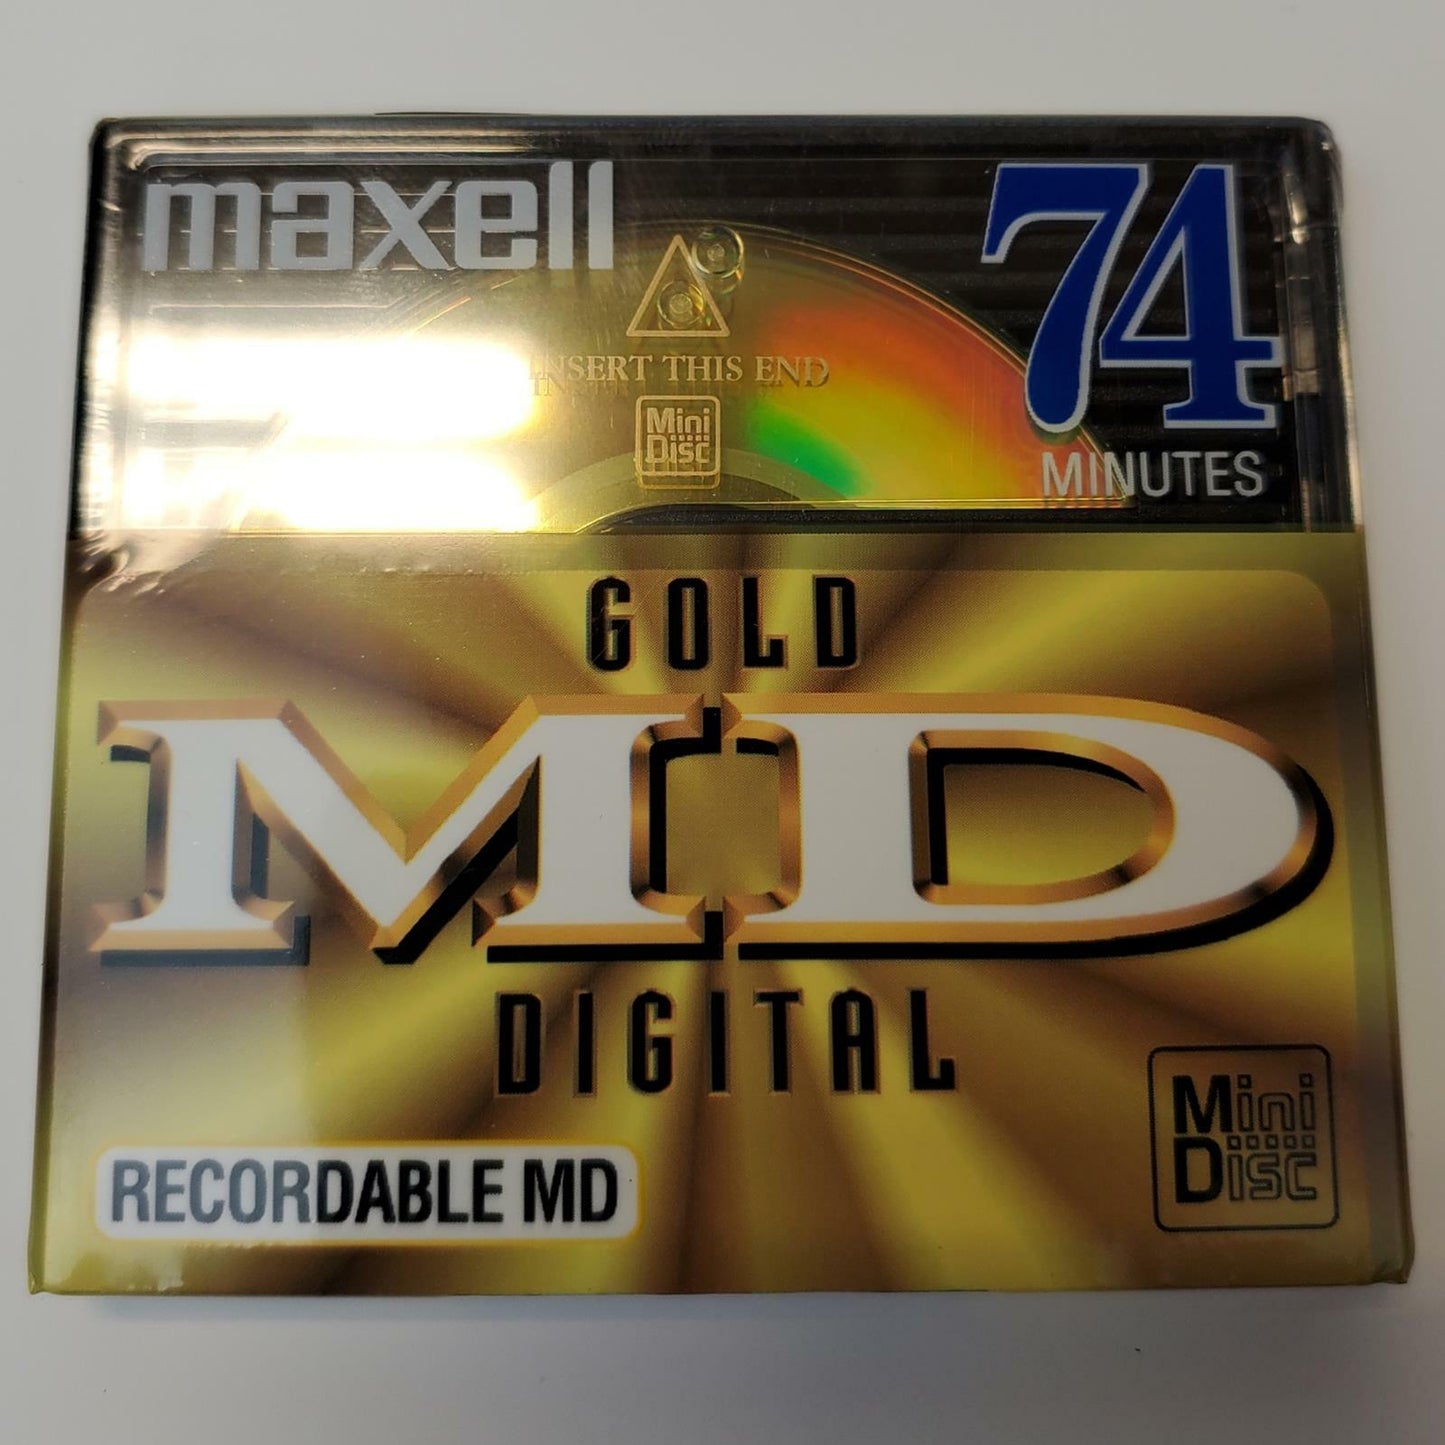 maxell
74
MINUTES
INSERT THIS END
Mini
Disc
GOLD
MD
DIGITAL
RECORDABLE MD
Mini
Disc